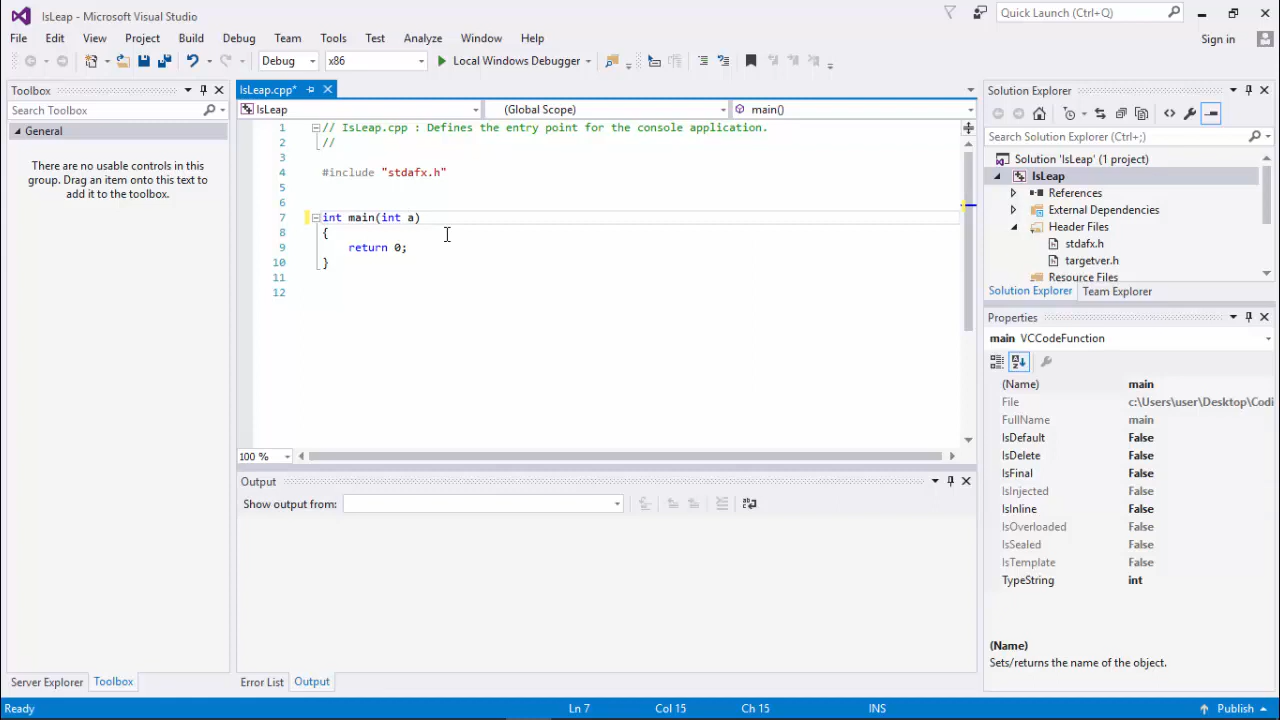 IsLeap - Microsoft Visual Studio
Quick Launch (Ctrl+Q)
File Edit View Project Build Debug Team Tools Test Analyze Window Help
Sign in
Debug x86 Local Windows Debugger
Toolbox
Search Toolbox
General
There are no usable controls in this
group. Drag an item onto this text to
add it to the toolbox.
Server Explorer Toolbox
IsLeap.cpp*
IsLeap (Global Scope) main()
1 // IsLeap.cpp : Defines the entry point for the console application.
2 //
3
4 #include "stdafx.h"
5
6
7 int main(int a)
8 {
9 return 0;
10 }
11
12
100 %
Output
Show output from:
Error List Output
Solution Explorer
Search Solution Explorer (Ctrl+;)
Solution 'IsLeap' (1 project)
IsLeap
References
External Dependencies
Header Files
stdafx.h
targetver.h
Resource Files
Solution Explorer Team Explorer
Properties
main VCCodeFunction
(Name) main
File c:\Users\user\Desktop\Codi
FullName main
IsDefault False
IsDelete False
IsFinal False
IsInjected False
IsInline False
IsOverloaded False
IsSealed False
IsTemplate False
TypeString int
(Name)
Sets/returns the name of the object.
Ready Ln 7 Col 15 Ch 15 INS Publish